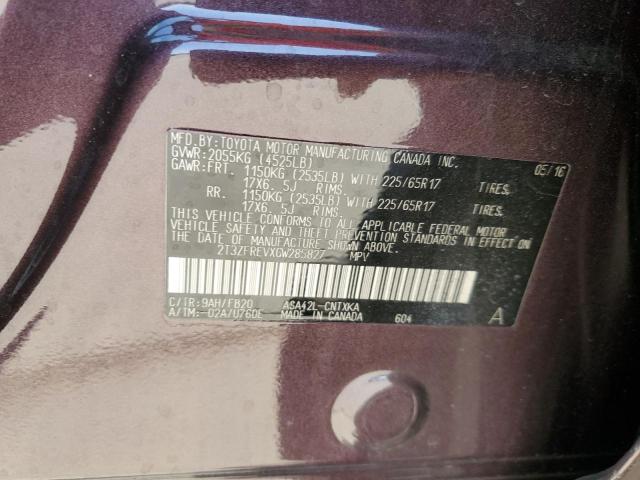 MFD.BY:TOYOTA MOTOR MANUFACTURING CANADA INC. 05/16
GVWR:2055KG (4525LB)
GAWR:FRT. 1150KG (2535LB) WITH 225/65R17 TIRES,
17X6. 5J RIMS.
RR. 1150KG (2535LB) WITH 225/65R17 TIRES,
17X6. 5J RIMS.
THIS VEHICLE CONFORMS TO ALL APPLICABLE FEDERAL MOTOR
VEHICLE SAFETY AND THEFT PREVENTION STANDARDS IN EFFECT ON
THE DATE OF MANUFACTURE SHOWN ABOVE.
2T3ZFREVXGW285827 MPV
C/TR:9AH/FB20 ASA42L-CNTXKA
A/TM:-02A/U760E MADE IN CANADA 604 A